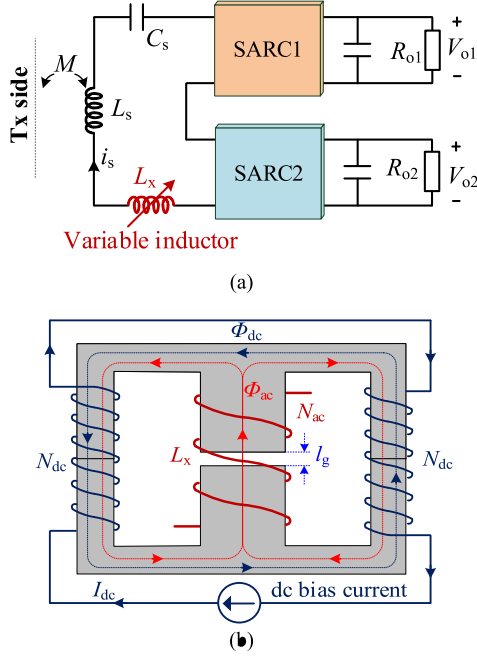 Tx side
M
Cs
Ls
is
Lx
Variable inductor
SARC1
Ro1
+
Vo1
−
SARC2
Ro2
+
Vo2
−
(a)
Φdc
Φac
Nac
Ndc
Lx
lg
Ndc
Idc
dc bias current
(b)